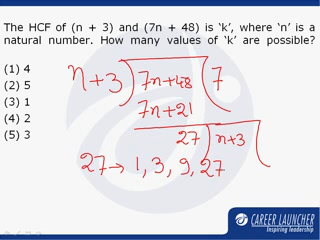 The HCF of (n + 3) and (7n + 48) is 'k', where 'n' is a
natural number. How many values of 'k' are possible?
(1) 4
(2) 5
(3) 1
(4) 2
(5) 3
n+3 ) 7n+48 ( 7
7n+21
27 ) n+3 (
27 → 1, 3, 9, 27
CAREER LAUNCHER
Inspiring leadership